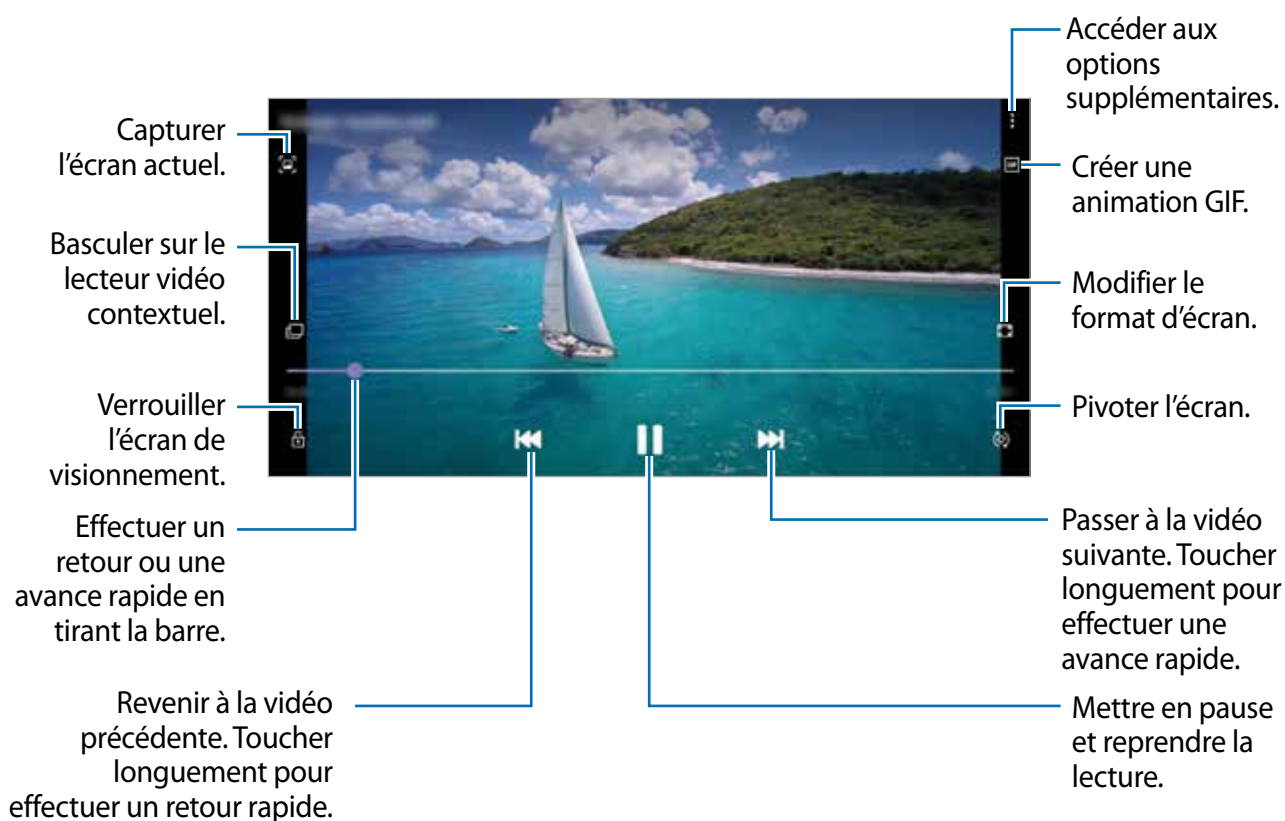 Accéder aux
options
supplémentaires.
Capturer
l'écran actuel.
Créer une
animation GIF.
Basculer sur le
lecteur vidéo
contextuel.
Modifier le
format d'écran.
Verrouiller
l'écran de
visionnement.
Pivoter l'écran.
Effectuer un
retour ou une
avance rapide en
tirant la barre.
Passer à la vidéo
suivante. Toucher
longuement pour
effectuer une
avance rapide.
Revenir à la vidéo
précédente. Toucher
longuement pour
effectuer un retour rapide.
Mettre en pause
et reprendre la
lecture.